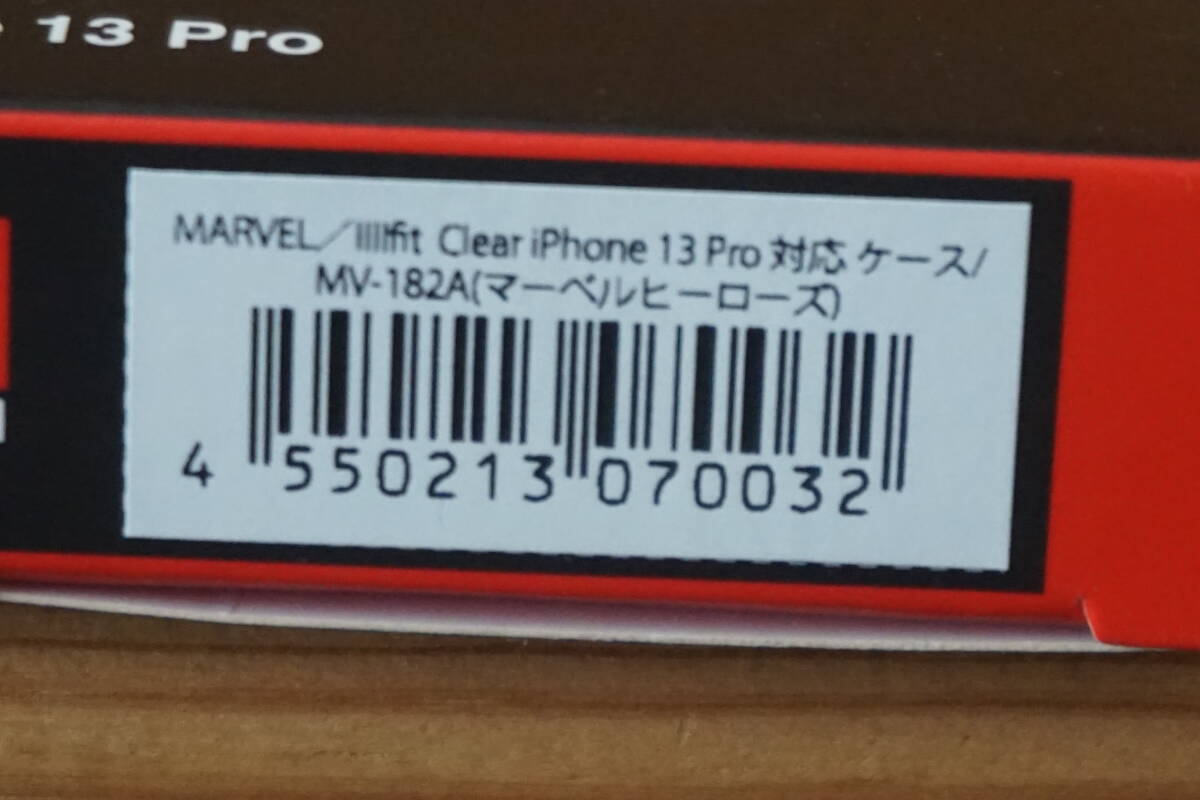 13 Pro
MARVEL／IIIIfit Clear iPhone 13 Pro 対応 ケース/
MV-182A(マーベルヒーローズ)
4 550213 070032